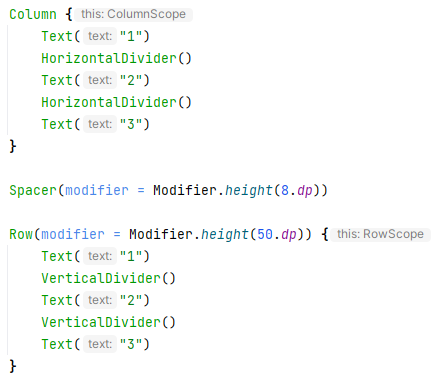 Column { this: ColumnScope
    Text( text: "1")
    HorizontalDivider()
    Text( text: "2")
    HorizontalDivider()
    Text( text: "3")
}

Spacer(modifier = Modifier.height(8.dp))

Row(modifier = Modifier.height(50.dp)) { this: RowScope
    Text( text: "1")
    VerticalDivider()
    Text( text: "2")
    VerticalDivider()
    Text( text: "3")
}